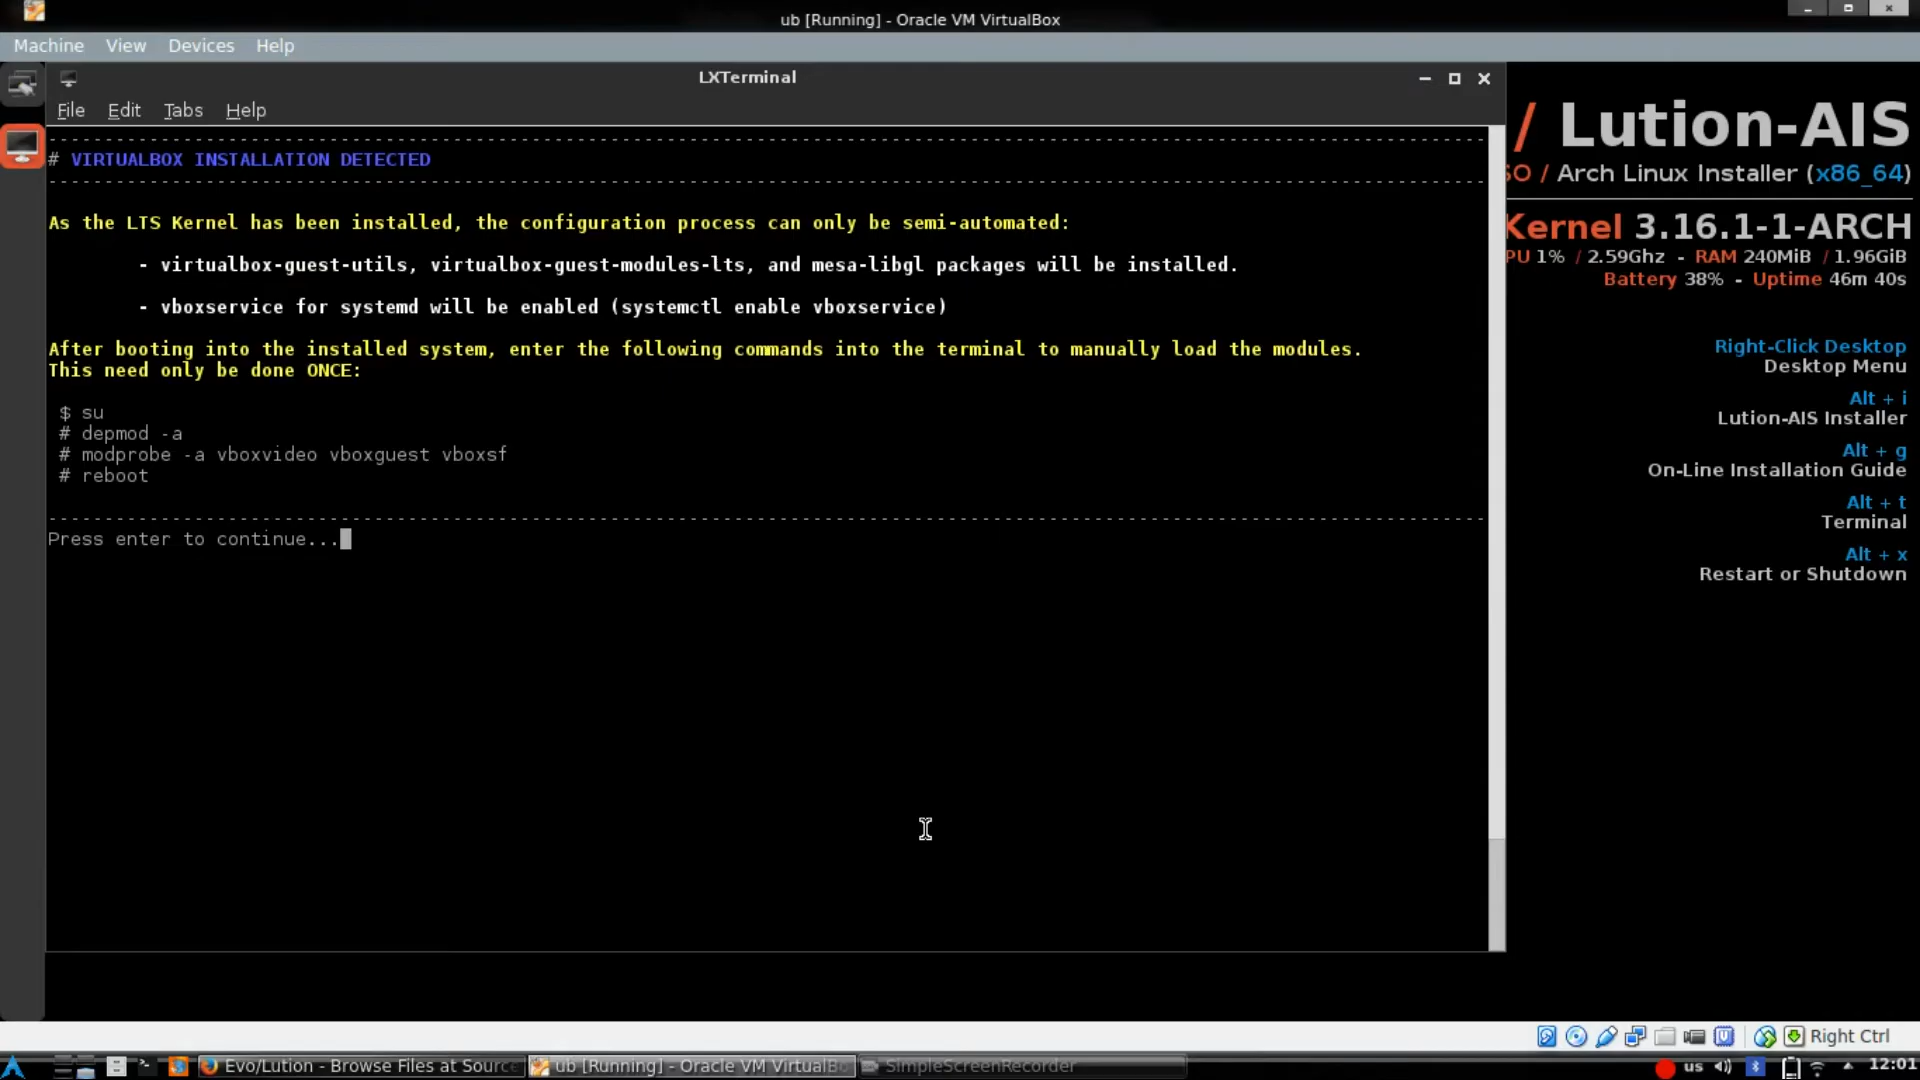 ub [Running] - Oracle VM VirtualBox
Machine View Devices Help
LXTerminal
File Edit Tabs Help
# VIRTUALBOX INSTALLATION DETECTED
As the LTS Kernel has been installed, the configuration process can only be semi-automated:
- virtualbox-guest-utils, virtualbox-guest-modules-lts, and mesa-libgl packages will be installed.
- vboxservice for systemd will be enabled (systemctl enable vboxservice)
After booting into the installed system, enter the following commands into the terminal to manually load the modules.
This need only be done ONCE:
$ su
# depmod -a
# modprobe -a vboxvideo vboxguest vboxsf
# reboot
Press enter to continue...
/ Lution-AIS
SO / Arch Linux Installer (x86_64)
Kernel 3.16.1-1-ARCH
PU 1% / 2.59Ghz - RAM 240MiB / 1.96GiB
Battery 38% - Uptime 46m 40s
Right-Click Desktop
Desktop Menu
Alt + i
Lution-AIS Installer
Alt + g
On-Line Installation Guide
Alt + t
Terminal
Alt + x
Restart or Shutdown
Right Ctrl
Evo/Lution - Browse Files at Sourc
ub [Running] - Oracle VM VirtualBo
SimpleScreenRecorder
us
12:01